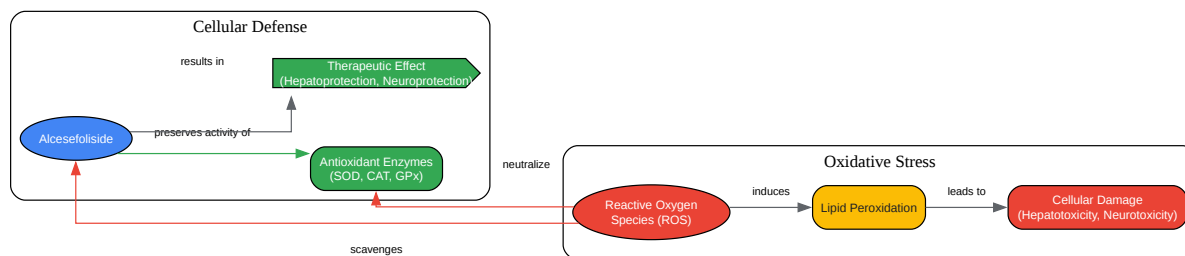 Cellular Defense
results in
Therapeutic Effect
(Hepatoprotection, Neuroprotection)
Alcesefoliside
preserves activity of
Antioxidant Enzymes
(SOD, CAT, GPx)
neutralize
scavenges
Oxidative Stress
Reactive Oxygen
Species (ROS)
induces
Lipid Peroxidation
leads to
Cellular Damage
(Hepatotoxicity, Neurotoxicity)